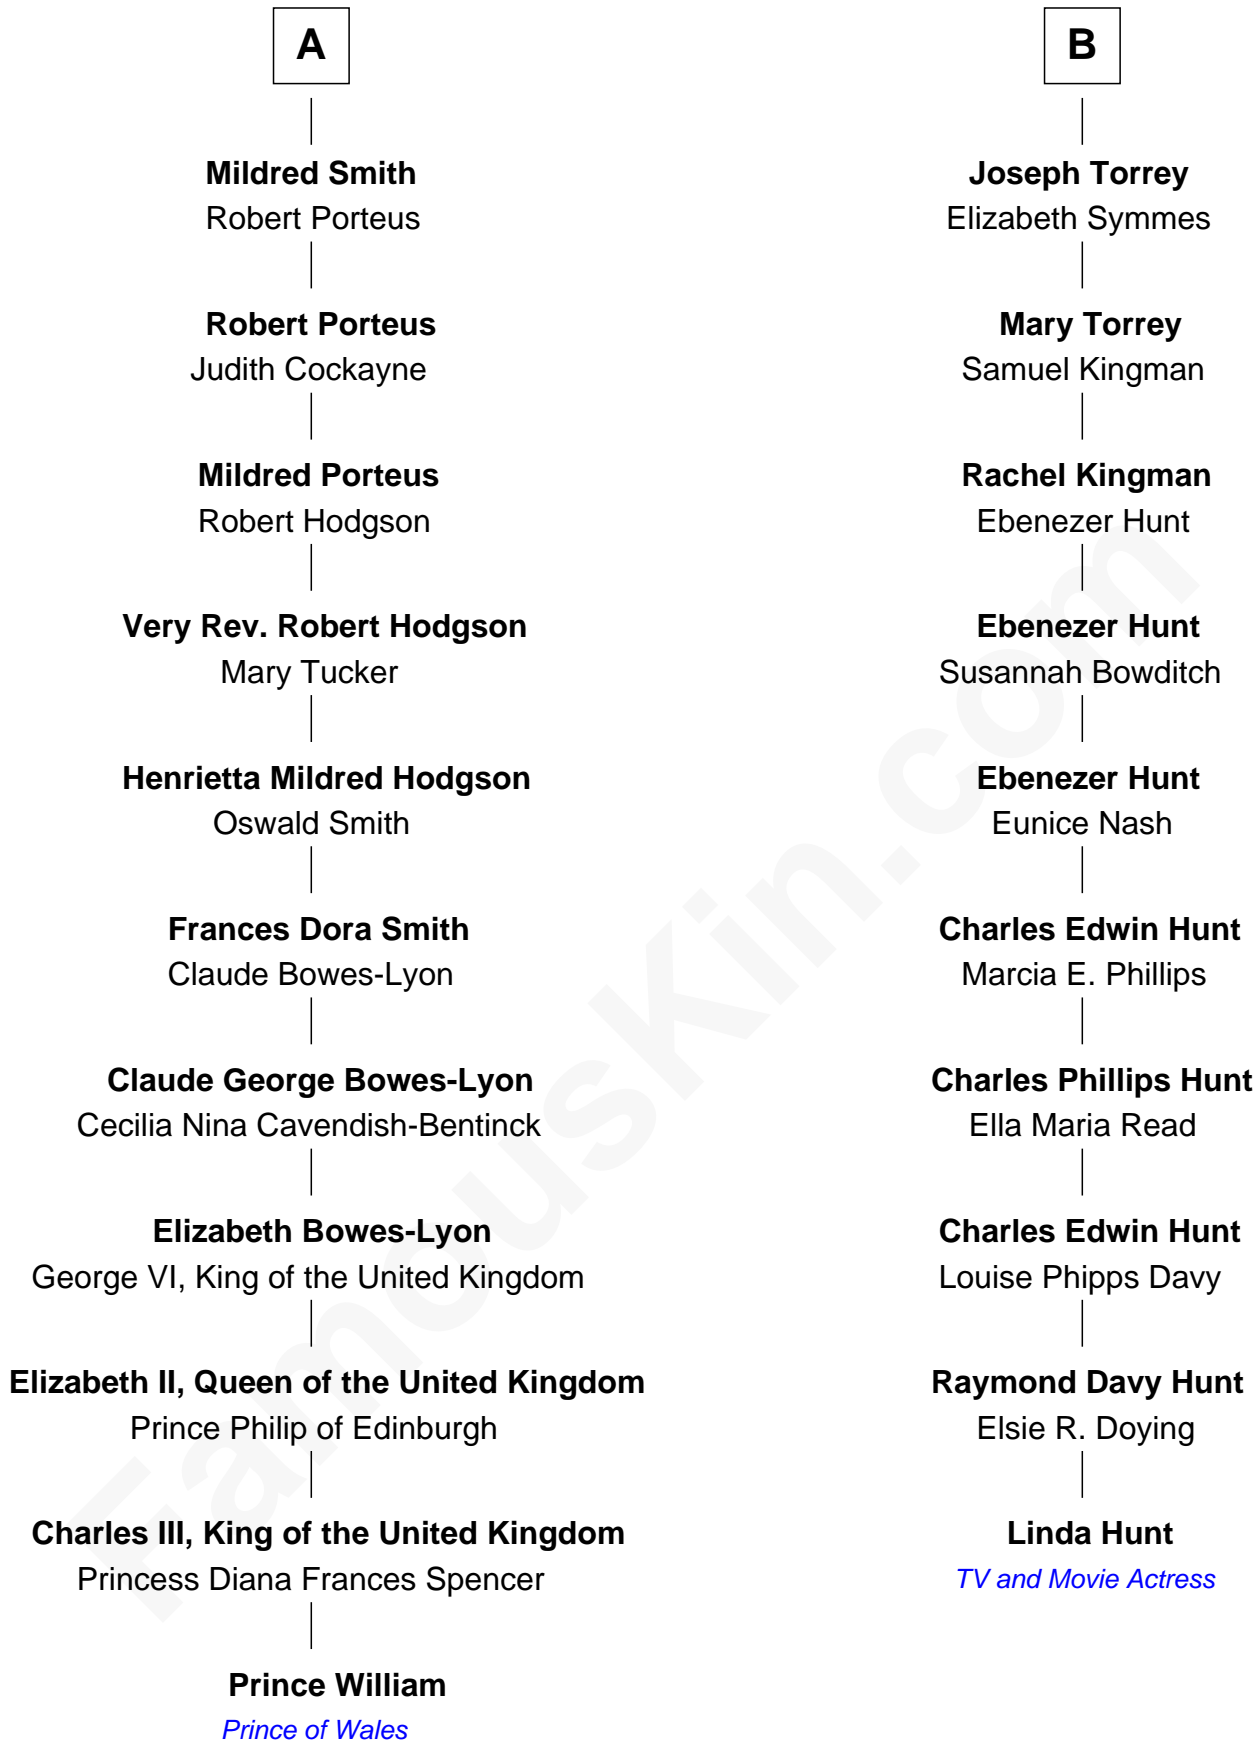 A
Mildred Smith
Robert Porteus
Robert Porteus
Judith Cockayne
Mildred Porteus
Robert Hodgson
Very Rev. Robert Hodgson
Mary Tucker
Henrietta Mildred Hodgson
Oswald Smith
Frances Dora Smith
Claude Bowes-Lyon
Claude George Bowes-Lyon
Cecilia Nina Cavendish-Bentinck
Elizabeth Bowes-Lyon
George VI, King of the United Kingdom
Elizabeth II, Queen of the United Kingdom
Prince Philip of Edinburgh
Charles III, King of the United Kingdom
Princess Diana Frances Spencer
Prince William
Prince of Wales
B
Joseph Torrey
Elizabeth Symmes
Mary Torrey
Samuel Kingman
Rachel Kingman
Ebenezer Hunt
Ebenezer Hunt
Susannah Bowditch
Ebenezer Hunt
Eunice Nash
Charles Edwin Hunt
Marcia E. Phillips
Charles Phillips Hunt
Ella Maria Read
Charles Edwin Hunt
Louise Phipps Davy
Raymond Davy Hunt
Elsie R. Doying
Linda Hunt
TV and Movie Actress
FamousKin.com